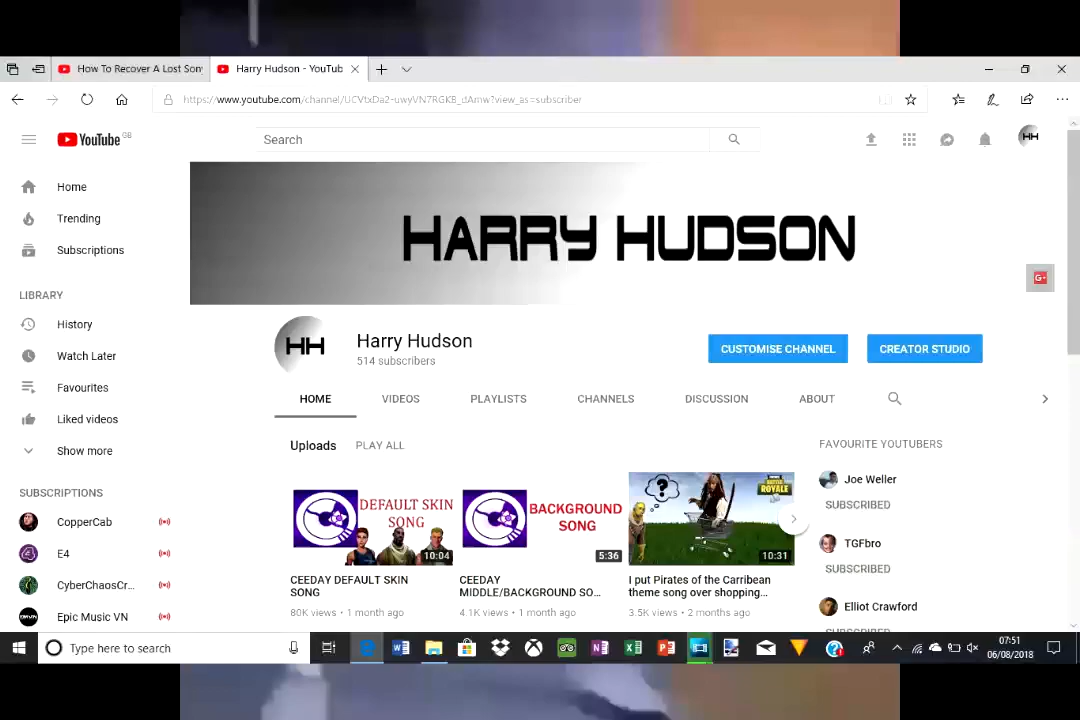 How To Recover A Lost Son
Harry Hudson - YouTub
https://www.youtube.com/channel/UCVtxDa2-uwyVN7RGKB_dAmw?view_as=subscriber
YouTube GB
Search
HH
Home
Trending
Subscriptions
HARRY HUDSON
G+
LIBRARY
History
Watch Later
Favourites
Liked videos
Show more
HH
Harry Hudson
514 subscribers
CUSTOMISE CHANNEL
CREATOR STUDIO
HOME VIDEOS PLAYLISTS CHANNELS DISCUSSION ABOUT
Uploads PLAY ALL
FAVOURITE YOUTUBERS
Joe Weller
SUBSCRIBED
TGFbro
SUBSCRIBED
Elliot Crawford
SUBSCRIBED
DEFAULT SKIN
SONG
10:04
CEEDAY DEFAULT SKIN
SONG
80K views • 1 month ago
BACKGROUND
SONG
5:36
CEEDAY
MIDDLE/BACKGROUND SO...
4.1K views • 1 month ago
?
BATTLE
ROYALE
10:31
I put Pirates of the Carribean
theme song over shopping...
3.5K views • 2 months ago
SUBSCRIPTIONS
CopperCab
E4
CyberChaosCr...
Epic Music VN
Type here to search
07:51
06/08/2018